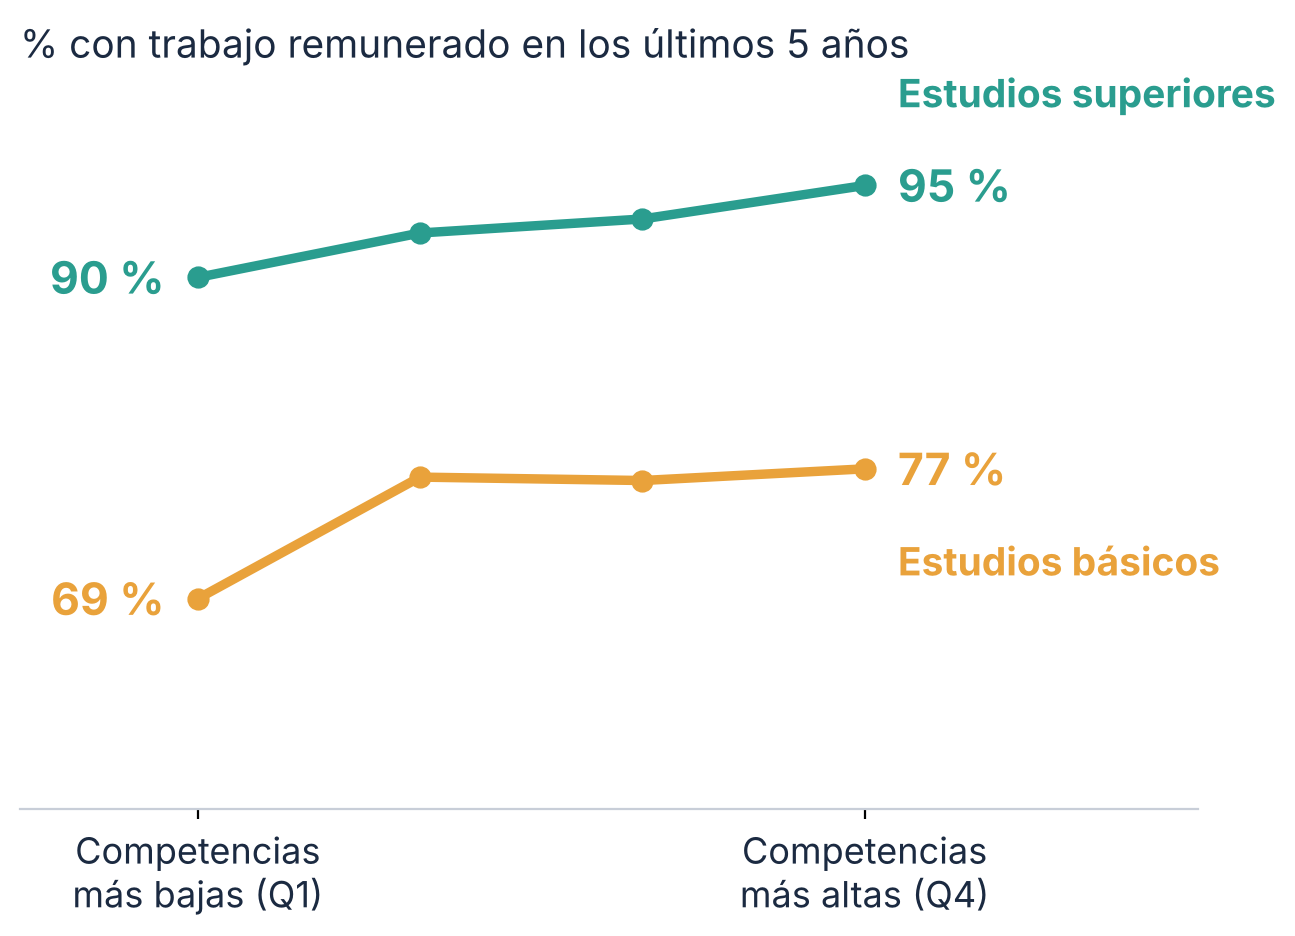 % con trabajo remunerado en los últimos 5 años
Estudios superiores
95 %
90 %
77 %
Estudios básicos
69 %
Competencias
más bajas (Q1)
Competencias
más altas (Q4)